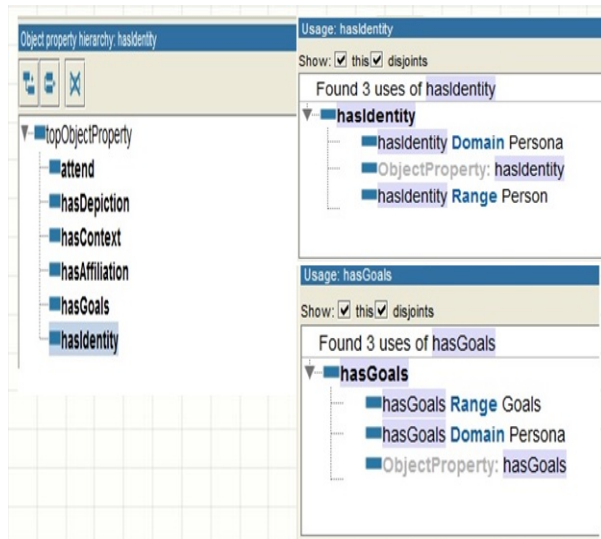 Object property hierarchy: hasIdentity
topObjectProperty
attend
hasDepiction
hasContext
hasAffiliation
hasGoals
hasIdentity
Usage: hasIdentity
Show: this disjoints
Found 3 uses of hasIdentity
hasIdentity
hasIdentity Domain Persona
ObjectProperty: hasIdentity
hasIdentity Range Person
Usage: hasGoals
Show: this disjoints
Found 3 uses of hasGoals
hasGoals
hasGoals Range Goals
hasGoals Domain Persona
ObjectProperty: hasGoals